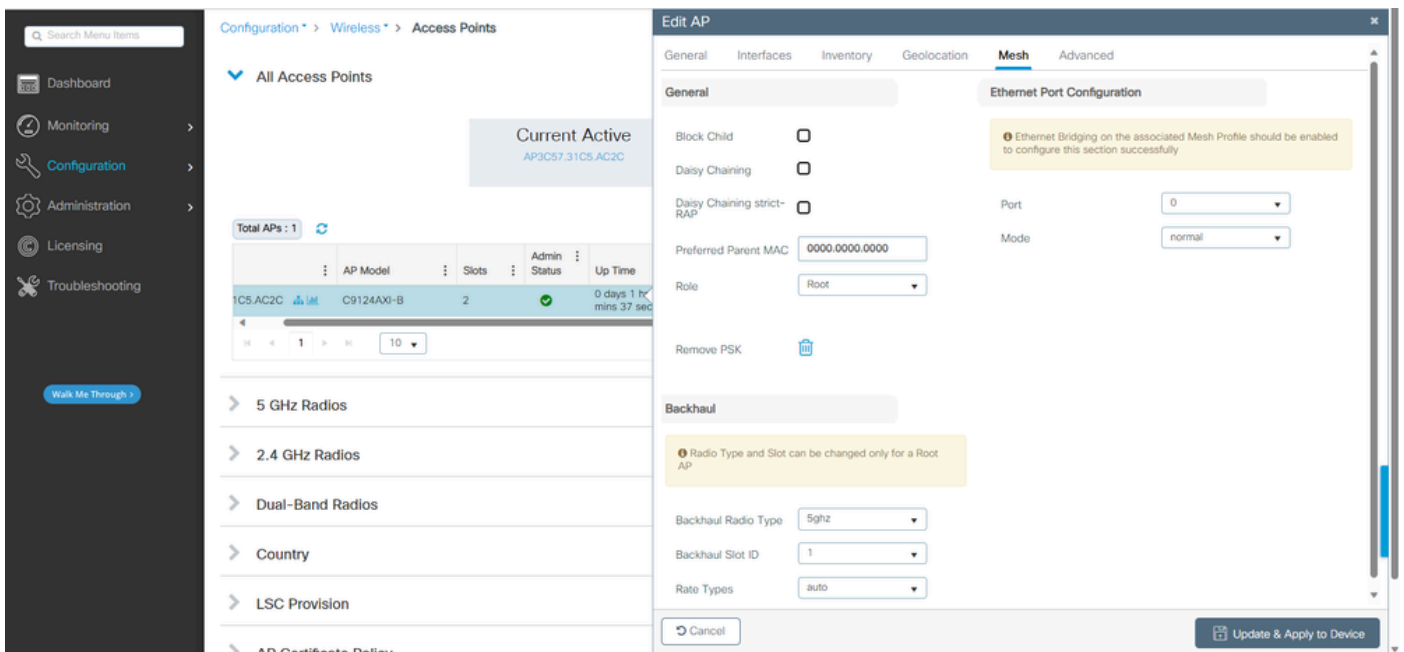 Search Menu Items
Dashboard
Monitoring
Configuration
Administration
Licensing
Troubleshooting
Walk Me Through >
Configuration > Wireless > Access Points
All Access Points
Current Active
AP3C57.31C5.AC2C
Total APs : 1
AP Model
Slots
Admin
Status
Up Time
1C5.AC2C
C9124AXI-B
2
0 days 1
mins 37 sec
1
10
5 GHz Radios
2.4 GHz Radios
Dual-Band Radios
Country
LSC Provision
AP Certificate Policy
Edit AP
General Interfaces Inventory Geolocation Mesh Advanced
General
Block Child
Daisy Chaining
Daisy Chaining strict-
RAP
Preferred Parent MAC 0000.0000.0000
Role Root
Remove PSK
Backhaul
Radio Type and Slot can be changed only for a Root
AP
Backhaul Radio Type 5ghz
Backhaul Slot ID 1
Rate Types auto
Ethernet Port Configuration
Ethernet Bridging on the associated Mesh Profile should be enabled
to configure this section successfully
Port 0
Mode normal
Cancel
Update & Apply to Device